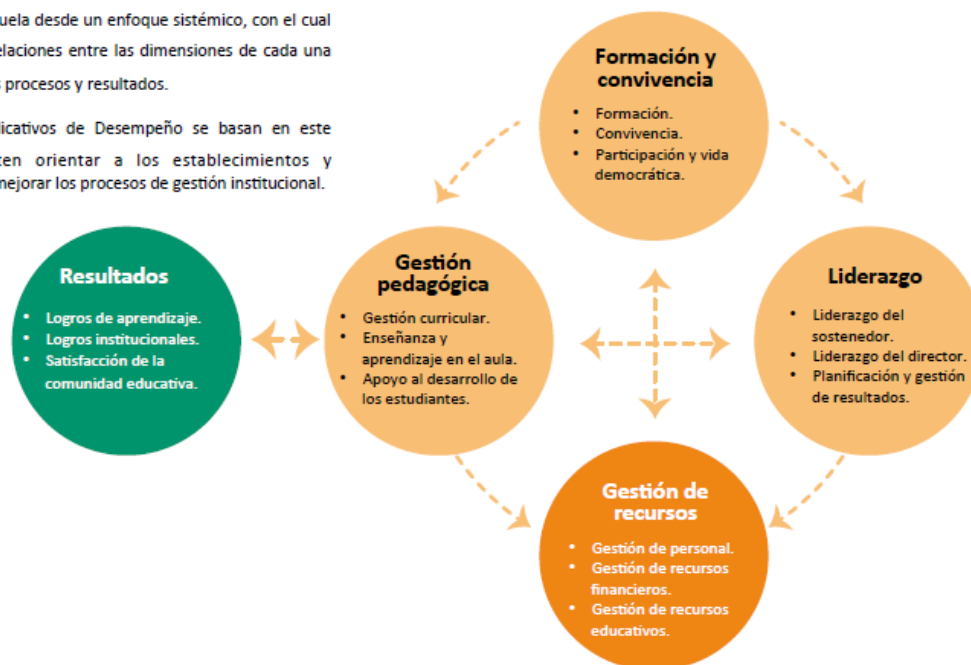 uela desde un enfoque sistémico, con el cual
elaciones entre las dimensiones de cada una
s procesos y resultados.
licativos de Desempeño se basan en este
ten orientar a los establecimientos y
mejorar los procesos de gestión institucional.
Formación y
convivencia
• Formación.
• Convivencia.
• Participación y vida
democrática.
Resultados
• Logros de aprendizaje.
• Logros institucionales.
• Satisfacción de la
comunidad educativa.
Gestión
pedagógica
• Gestión curricular.
• Enseñanza y
aprendizaje en el aula.
• Apoyo al desarrollo de
los estudiantes.
Liderazgo
• Liderazgo del
sostenedor.
• Liderazgo del director.
• Planificación y gestión
de resultados.
Gestión de
recursos
• Gestión de personal.
• Gestión de recursos
financieros.
• Gestión de recursos
educativos.